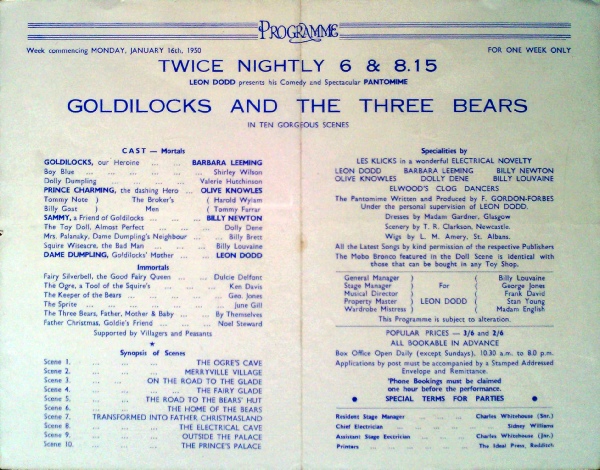 PROGRAMME
Week commencing MONDAY, JANUARY 16th, 1950
FOR ONE WEEK ONLY
TWICE NIGHTLY 6 & 8.15
LEON DODD presents his Comedy and Spectacular PANTOMIME
GOLDILOCKS AND THE THREE BEARS
IN TEN GORGEOUS SCENES
CAST — Mortals
GOLDILOCKS, our Heroine ... ... BARBARA LEEMING
Boy Blue ... ... ... ... ... Shirley Wilson
Dolly Dumpling ... ... ... Valerie Hutchinson
PRINCE CHARMING, the dashing Hero ... OLIVE KNOWLES
Tommy Note ) The Broker's ( Harold Wylam
Billy Goat ) Men ( Tommy Farrar
SAMMY, a Friend of Goldilocks ... ... BILLY NEWTON
The Toy Doll, Almost Perfect ... ... Dolly Dene
Mrs. Palansky, Dame Dumpling's Neighbour ... Billy Brett
Squire Wiseacre, the Bad Man ... ... Billy Louvaine
DAME DUMPLING, Goldilocks' Mother ... LEON DODD
Immortals
Fairy Silverbell, the Good Fairy Queen ... Dulcie Delfont
The Ogre, a Tool of the Squire's ... ... Ken Davis
The Keeper of the Bears ... ... ... Geo. Jones
The Sprite ... ... ... ... ... Jane Gill
The Three Bears, Father, Mother & Baby ... By Themselves
Father Christmas, Goldie's Friend ... Noel Steward
Supported by Villagers and Peasants
Synopsis of Scenes
Scene 1. ... ... ... THE OGRE'S CAVE
Scene 2. ... ... ... MERRYVILLE VILLAGE
Scene 3. ... ... ON THE ROAD TO THE GLADE
Scene 4. ... ... ... THE FAIRY GLADE
Scene 5. ... ... THE ROAD TO THE BEARS' HUT
Scene 6. ... ... THE HOME OF THE BEARS
Scene 7. TRANSFORMED INTO FATHER CHRISTMASLAND
Scene 8. ... ... ... THE ELECTRICAL CAVE
Scene 9. ... ... ... OUTSIDE THE PALACE
Scene 10. ... ... ... THE PRINCE'S PALACE
Specialities by
LES KLICKS in a wonderful ELECTRICAL NOVELTY
LEON DODD BARBARA LEEMING BILLY NEWTON
OLIVE KNOWLES DOLLY DENE BILLY LOUVAINE
ELWOOD'S CLOG DANCERS
The Pantomime Written and Produced by F. GORDON-FORBES
Under the personal supervision of LEON DODD.
Dresses by Madam Gardner, Glasgow
Scenery by T. R. Clarkson, Newcastle.
Wigs by L. M. Amery, St. Albans.
All the Latest Songs by kind permission of the respective Publishers
The Mobo Bronco featured in the Doll Scene is identical with
those that can be bought in any Toy Shop.
General Manager ) ( Billy Louvaine
Stage Manager ) For ( George Jones
Musical Director ) ( Frank David
Property Master ) LEON DODD ( Stan Young
Wardrobe Mistress ) ( Madam English
This Programme is subject to alteration.
POPULAR PRICES — 3/6 and 2/6
ALL BOOKABLE IN ADVANCE
Box Office Open Daily (except Sundays), 10.30 a.m. to 8.0 p.m.
Applications by post must be accompanied by a Stamped Addressed
Envelope and Remittance.
'Phone Bookings must be claimed
one hour before the performance.
● SPECIAL TERMS FOR PARTIES ●
Resident Stage Manager ... ... ... Charles Whitehouse (Snr.)
Chief Electrician ... ... ... ... Sidney Williams
Assistant Stage Eectrician ... ... Charles Whitehouse (Jnr.)
Printers ... ... ... ... The Ideal Press, Redditch